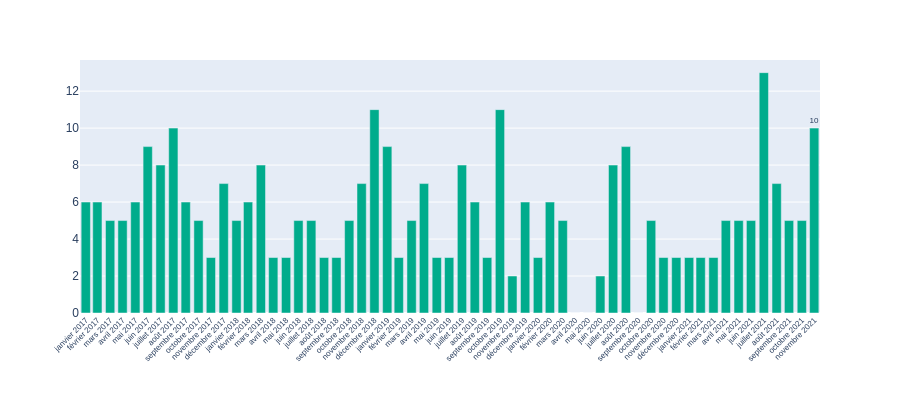 12
10
8
6
4
2
0
10
janvier 2017
février 2017
mars 2017
avril 2017
mai 2017
juin 2017
juillet 2017
août 2017
septembre 2017
octobre 2017
novembre 2017
décembre 2017
janvier 2018
février 2018
mars 2018
avril 2018
mai 2018
juin 2018
juillet 2018
août 2018
septembre 2018
octobre 2018
novembre 2018
décembre 2018
janvier 2019
février 2019
mars 2019
avril 2019
mai 2019
juin 2019
juillet 2019
août 2019
septembre 2019
octobre 2019
novembre 2019
décembre 2019
janvier 2020
février 2020
mars 2020
avril 2020
mai 2020
juin 2020
juillet 2020
août 2020
septembre 2020
octobre 2020
novembre 2020
décembre 2020
janvier 2021
février 2021
mars 2021
avril 2021
mai 2021
juin 2021
juillet 2021
août 2021
septembre 2021
octobre 2021
novembre 2021